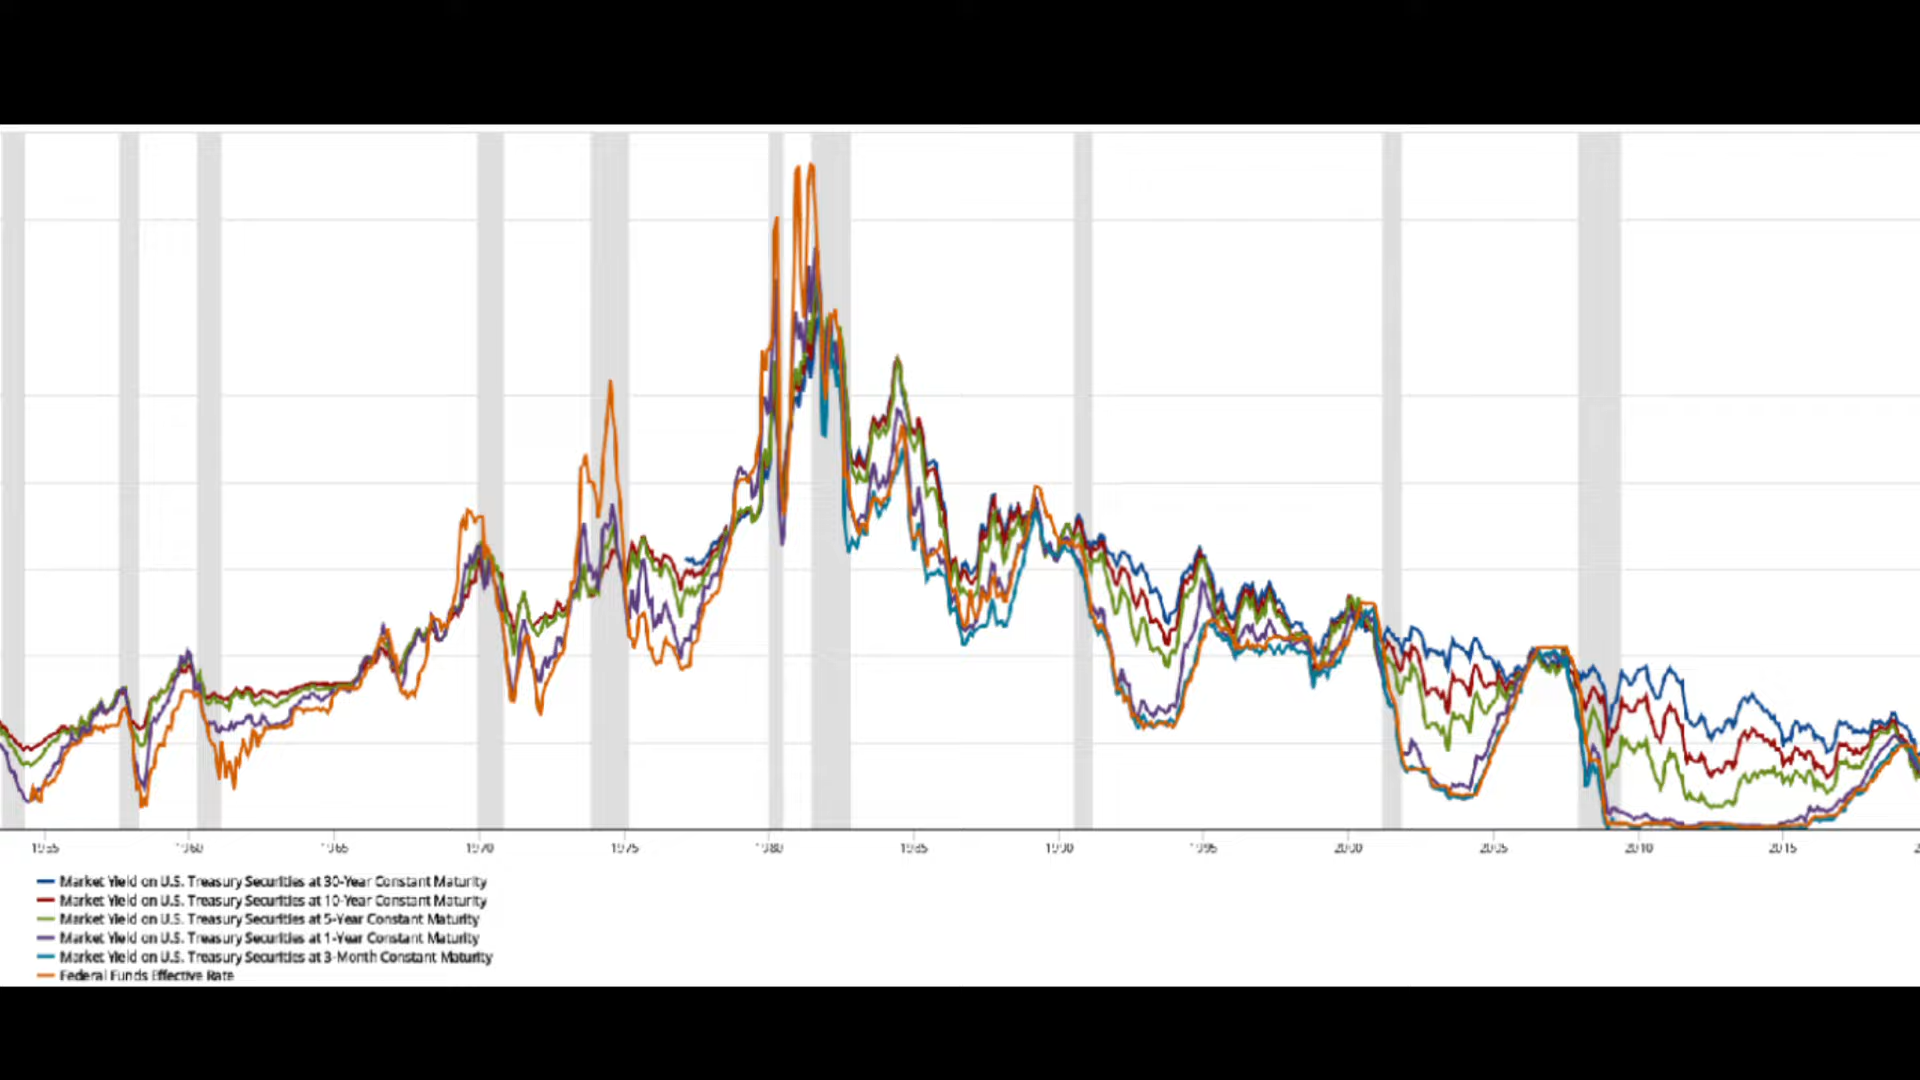 1955 1960 1965 1970 1975 1980 1985 1990 1995 2000 2005 2010 2015
Market Yield on U.S. Treasury Securities at 30-Year Constant Maturity
Market Yield on U.S. Treasury Securities at 10-Year Constant Maturity
Market Yield on U.S. Treasury Securities at 5-Year Constant Maturity
Market Yield on U.S. Treasury Securities at 1-Year Constant Maturity
Market Yield on U.S. Treasury Securities at 3-Month Constant Maturity
Federal Funds Effective Rate